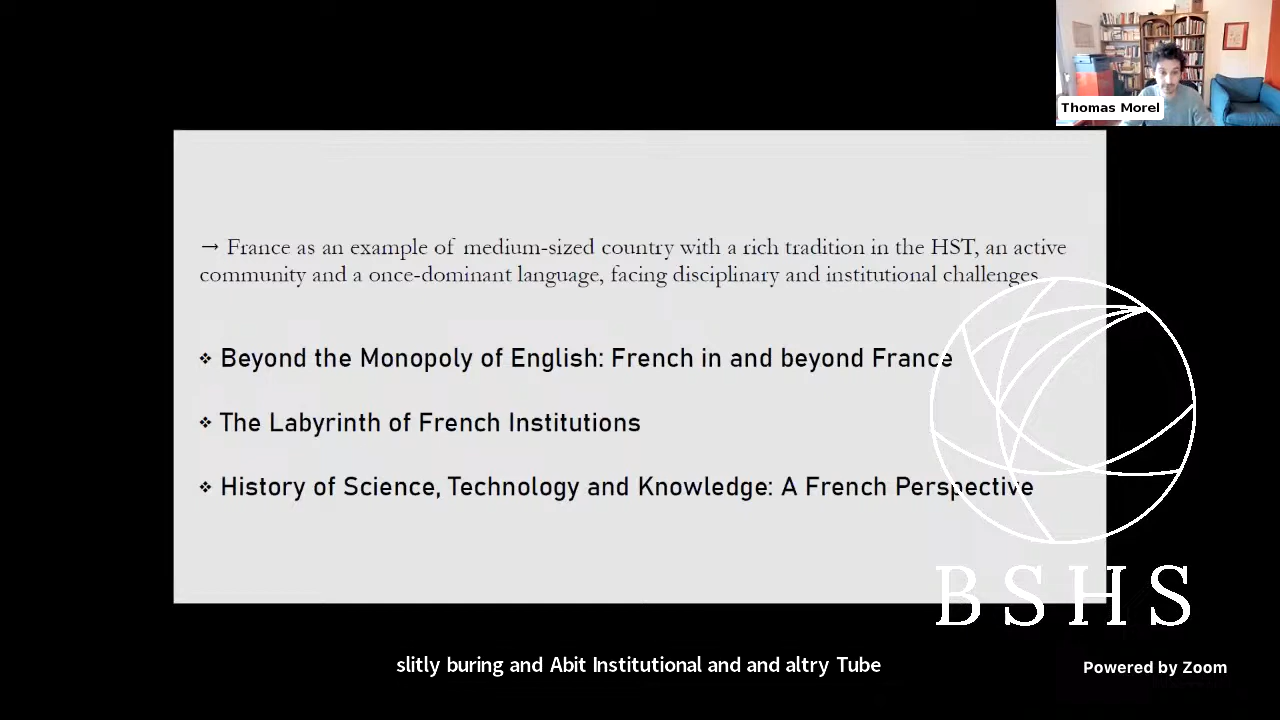 Thomas Morel
→ France as an example of medium-sized country with a rich tradition in the HST, an active
community and a once-dominant language, facing disciplinary and institutional challenges
❖ Beyond the Monopoly of English: French in and beyond France
❖ The Labyrinth of French Institutions
❖ History of Science, Technology and Knowledge: A French Perspective
BSHS
slitly buring and Abit Institutional and and altry Tube
Powered by Zoom